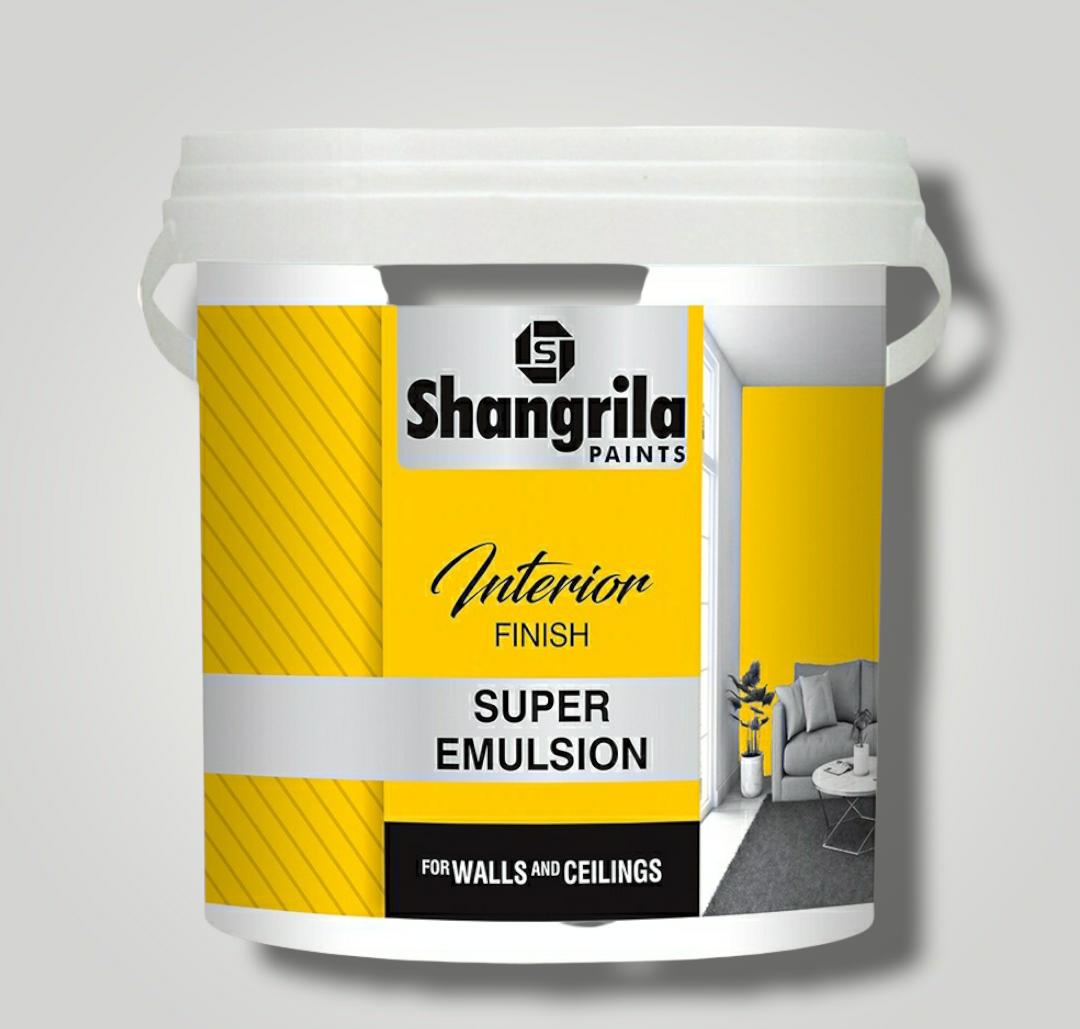 S
Shangrila
PAINTS
Interior
FINISH
SUPER
EMULSION
FOR WALLS AND CEILINGS